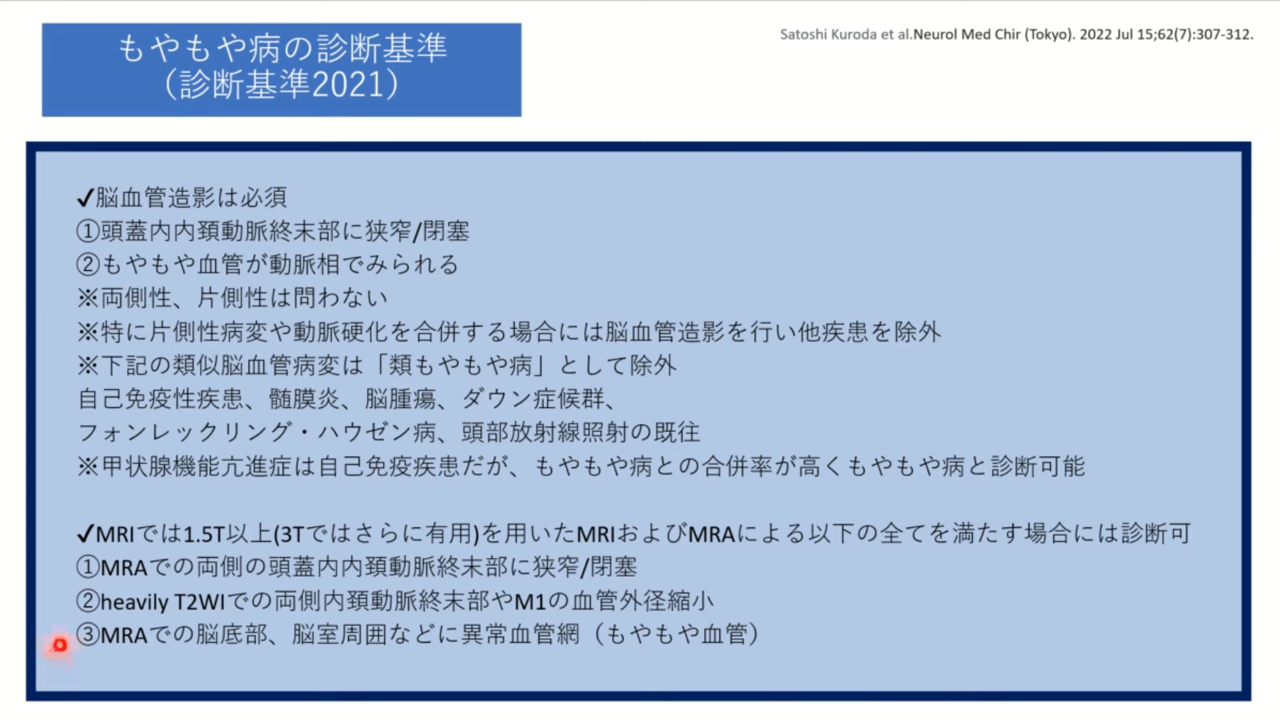 もやもや病の診断基準
（診断基準2021）
Satoshi Kuroda et al.Neurol Med Chir (Tokyo). 2022 Jul 15;62(7):307-312.
✓脳血管造影は必須
①頭蓋内内頚動脈終末部に狭窄/閉塞
②もやもや血管が動脈相でみられる
※両側性、片側性は問わない
※特に片側性病変や動脈硬化を合併する場合には脳血管造影を行い他疾患を除外
※下記の類似脳血管病変は「類もやもや病」として除外
自己免疫性疾患、髄膜炎、脳腫瘍、ダウン症候群、
フォンレックリング・ハウゼン病、頭部放射線照射の既往
※甲状腺機能亢進症は自己免疫疾患だが、もやもや病との合併率が高くもやもや病と診断可能
✓MRIでは1.5T以上(3Tではさらに有用)を用いたMRIおよびMRAによる以下の全てを満たす場合には診断可
①MRAでの両側の頭蓋内内頚動脈終末部に狭窄/閉塞
②heavily T2WIでの両側内頚動脈終末部やM1の血管外径縮小
③MRAでの脳底部、脳室周囲などに異常血管網（もやもや血管）